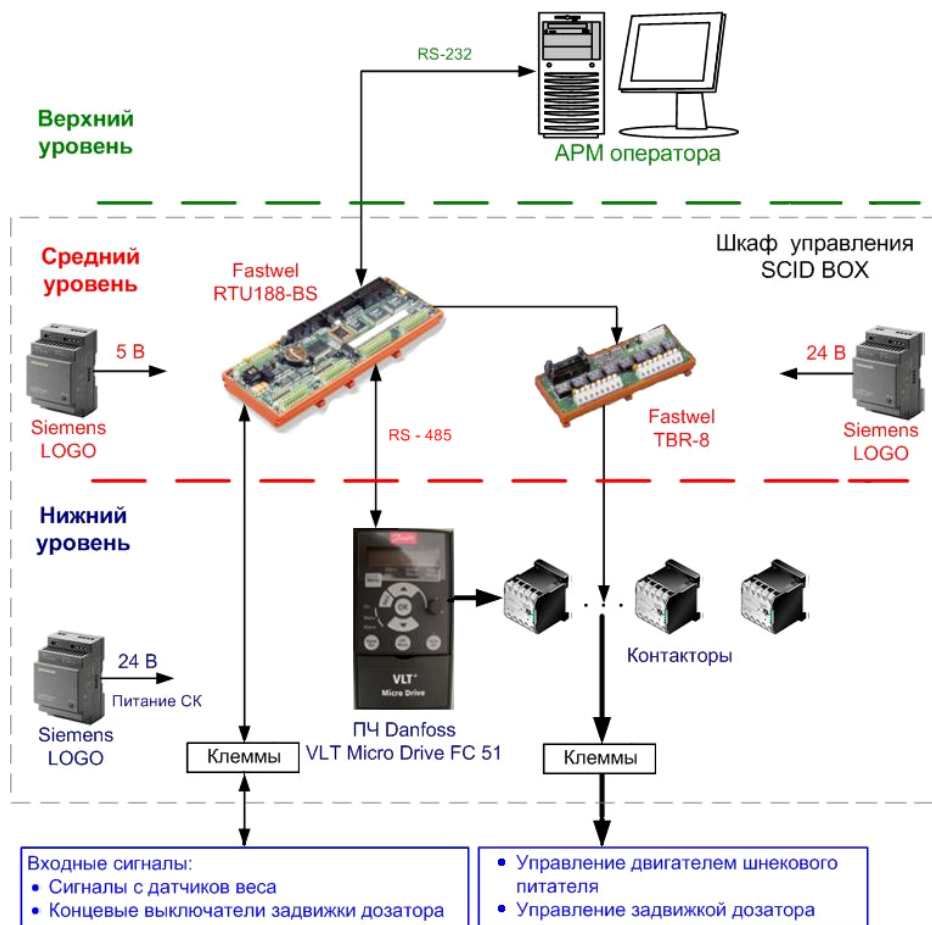 RS-232
Верхний
уровень
АРМ оператора
Средний
уровень
Fastwel
RTU188-BS
Шкаф управления
SCID BOX
5 В
24 В
Siemens
LOGO
RS - 485
Fastwel
TBR-8
Siemens
LOGO
Нижний
уровень
Danfoss
VLT
Micro Drive
24 В
Питание СК
Контакторы
Siemens
LOGO
ПЧ Danfoss
VLT Micro Drive FC 51
Клеммы
Клеммы
Входные сигналы:
• Сигналы с датчиков веса
• Концевые выключатели задвижки дозатора
• Управление двигателем шнекового
питателя
• Управление задвижкой дозатора